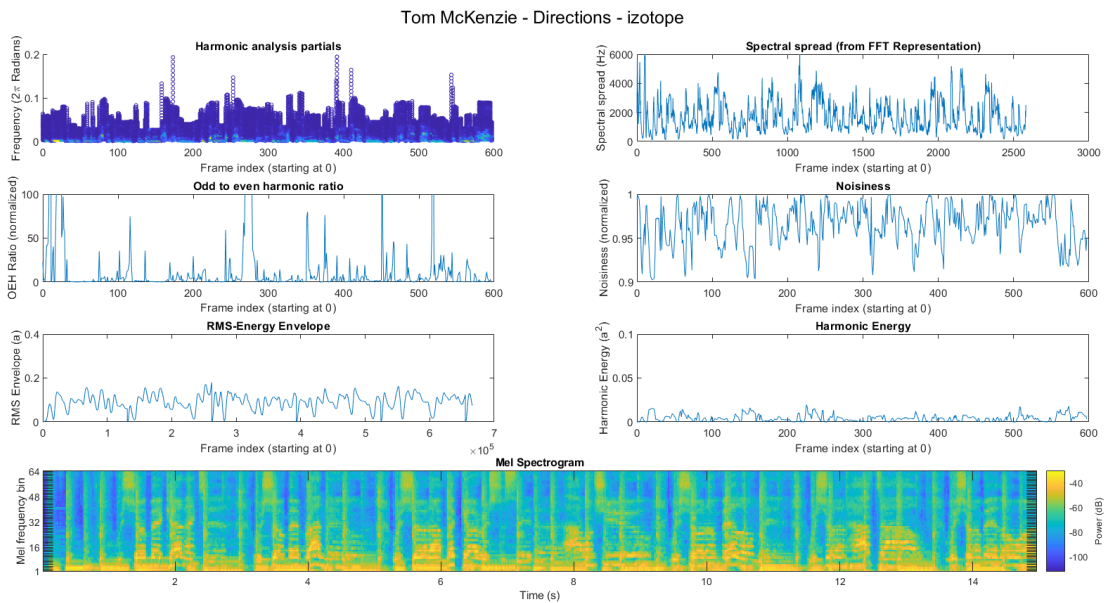 Tom McKenzie - Directions - izotope
Harmonic analysis partials
Frequency (2π Radians)
0.2
0.1
0
0 100 200 300 400 500 600
Frame index (starting at 0)
Spectral spread (from FFT Representation)
Spectral spread (Hz)
6000
4000
2000
0
0 500 1000 1500 2000 2500 3000
Frame index (starting at 0)
Odd to even harmonic ratio
OEH Ratio (normalized)
100
50
0
0 100 200 300 400 500 600
Frame index (starting at 0)
Noisiness
Noisiness (normalized)
1
0.95
0.9
0 100 200 300 400 500 600
Frame index (starting at 0)
RMS-Energy Envelope
RMS Envelope (a)
0.4
0.2
0
0 1 2 3 4 5 6 7
Frame index (starting at 0)
×10^5
Harmonic Energy
Harmonic Energy (a^2)
0.1
0.05
0
0 100 200 300 400 500 600
Frame index (starting at 0)
Mel Spectrogram
Mel frequency bin
64
48
32
16
1
2 4 6 8 10 12 14
Time (s)
-40
-60
-80
-100
Power (dB)